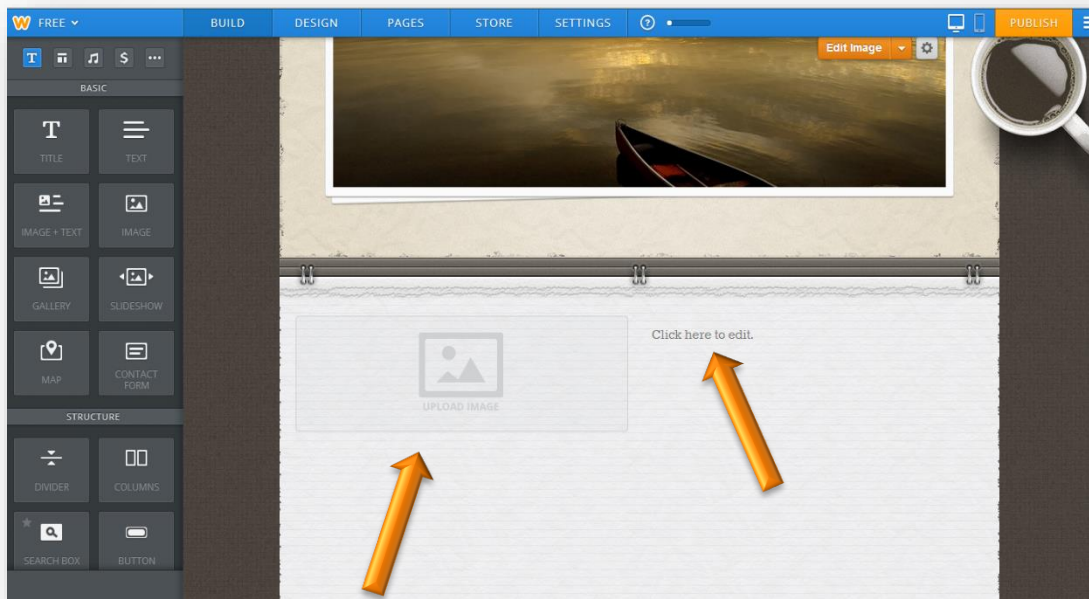 FREE
BUILD
DESIGN
PAGES
STORE
SETTINGS
?
PUBLISH
T
$
BASIC
T
TITLE
TEXT
IMAGE + TEXT
IMAGE
GALLERY
SLIDESHOW
MAP
CONTACT
FORM
STRUCTURE
DIVIDER
COLUMNS
SEARCH BOX
BUTTON
Edit Image
UPLOAD IMAGE
Click here to edit.